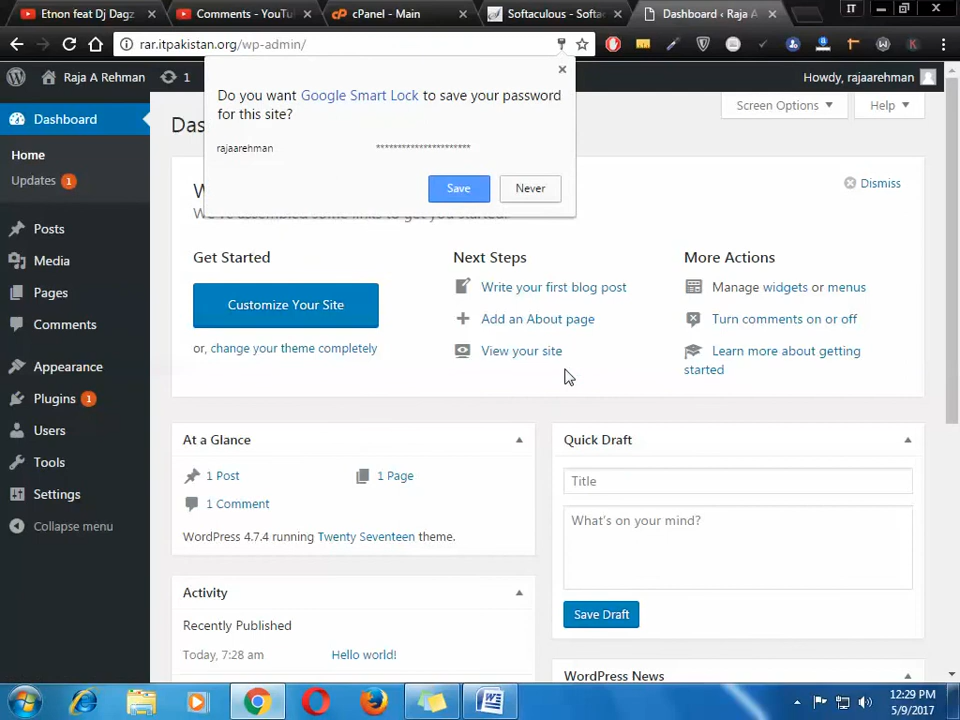 Etnon feat Dj Dagz
Comments - YouTu
cPanel - Main
Softaculous - Softac
Dashboard ‹ Raja A
IT
rar.itpakistan.org/wp-admin/
Raja A Rehman
1
Howdy, rajaarehman
Do you want Google Smart Lock to save your password
for this site?
rajaarehman
**********************
Save
Never
Screen Options
Help
Dashboard
Home
Updates 1
Posts
Media
Pages
Comments
Appearance
Plugins 1
Users
Tools
Settings
Collapse menu
Das
W
We've assembled some links to get you started:
Dismiss
Get Started
Customize Your Site
or, change your theme completely
Next Steps
Write your first blog post
Add an About page
View your site
More Actions
Manage widgets or menus
Turn comments on or off
Learn more about getting
started
At a Glance
1 Post
1 Page
1 Comment
WordPress 4.7.4 running Twenty Seventeen theme.
Activity
Recently Published
Today, 7:28 am
Hello world!
Quick Draft
Title
What's on your mind?
Save Draft
WordPress News
12:29 PM
5/9/2017